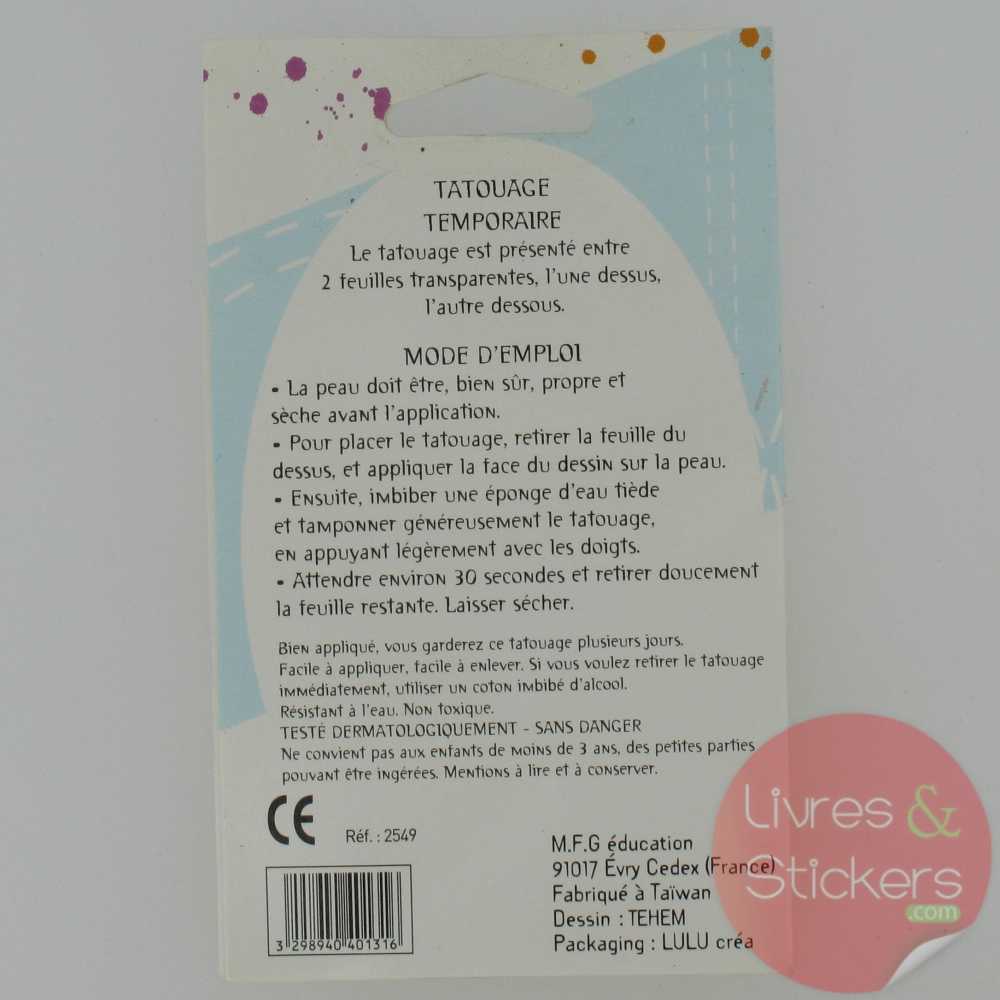 TATOUAGE
TEMPORAIRE
Le tatouage est présenté entre
2 feuilles transparentes, l'une dessus,
l'autre dessous.
MODE D'EMPLOI
• La peau doit être, bien sûr, propre et
sèche avant l'application.
• Pour placer le tatouage, retirer la feuille du
dessus, et appliquer la face du dessin sur la peau.
• Ensuite, imbiber une éponge d'eau tiède
et tamponner généreusement le tatouage,
en appuyant légèrement avec les doigts.
• Attendre environ 30 secondes et retirer doucement
la feuille restante. Laisser sécher.
Bien appliqué, vous garderez ce tatouage plusieurs jours.
Facile à appliquer, facile à enlever. Si vous voulez retirer le tatouage
immédiatement, utiliser un coton imbibé d'alcool.
Résistant à l'eau. Non toxique.
TESTÉ DERMATOLOGIQUEMENT - SANS DANGER
Ne convient pas aux enfants de moins de 3 ans, des petites parties
pouvant être ingérées. Mentions à lire et à conserver.
CE
Réf. : 2549
3 298940 401316
M.F.G éducation
91017 Évry Cedex (France)
Fabriqué à Taïwan
Dessin : TEHEM
Packaging : LULU créa
Livres &
Stickers
.com